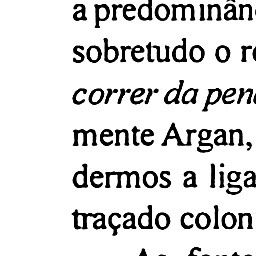 a predominân
sobretudo o r
correr da pen
mente Argan,
dermos a liga
traçado colon